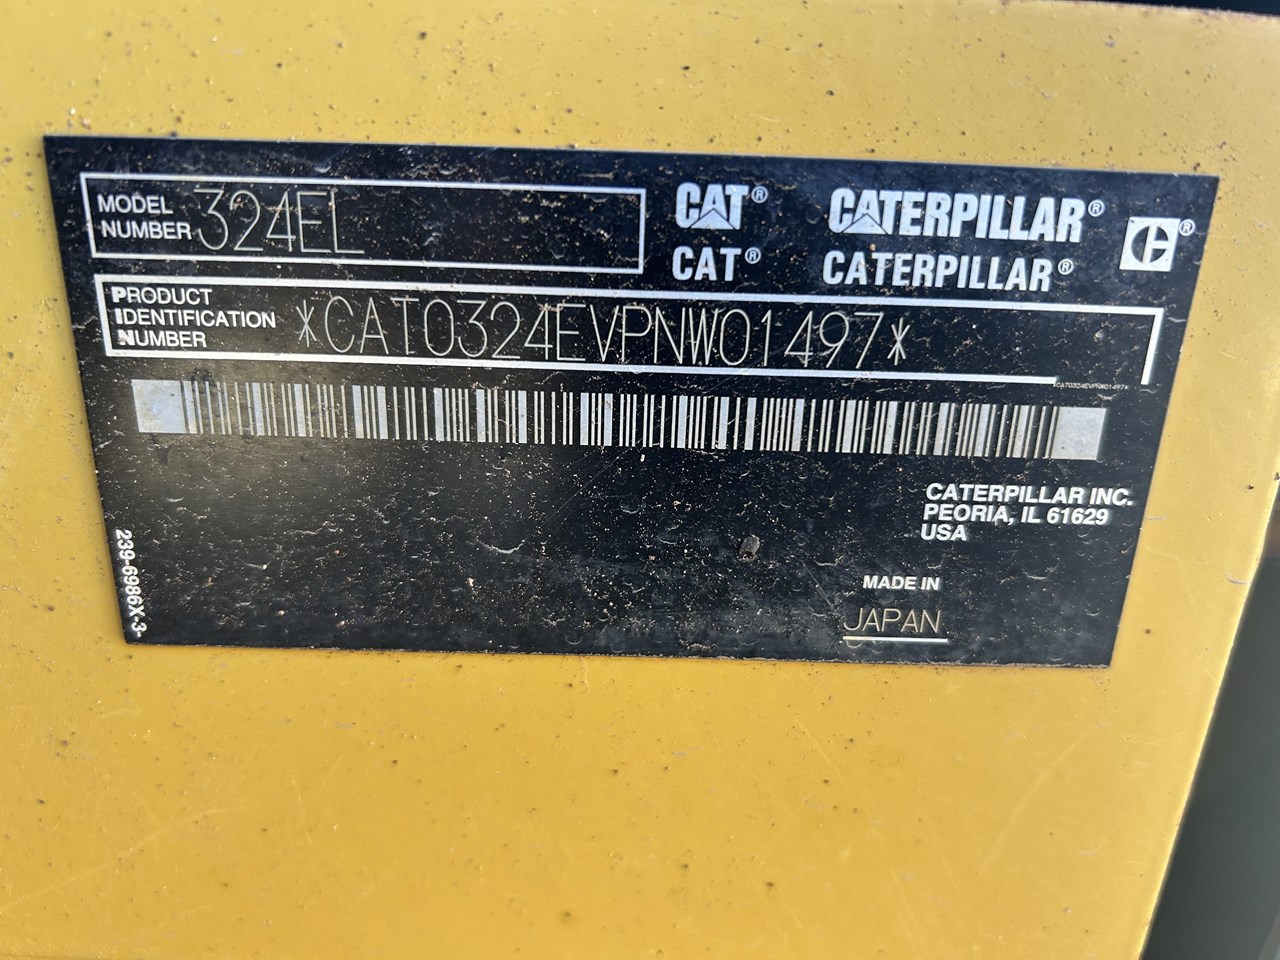 MODEL NUMBER 324EL
CAT® CATERPILLAR®
CAT® CATERPILLAR®
PRODUCT
IDENTIFICATION
NUMBER
*CAT0324EVPNW01497*
CAT0324EVPNW01497*
CATERPILLAR INC.
PEORIA, IL 61629
USA
MADE IN
JAPAN
239-6986X-3-